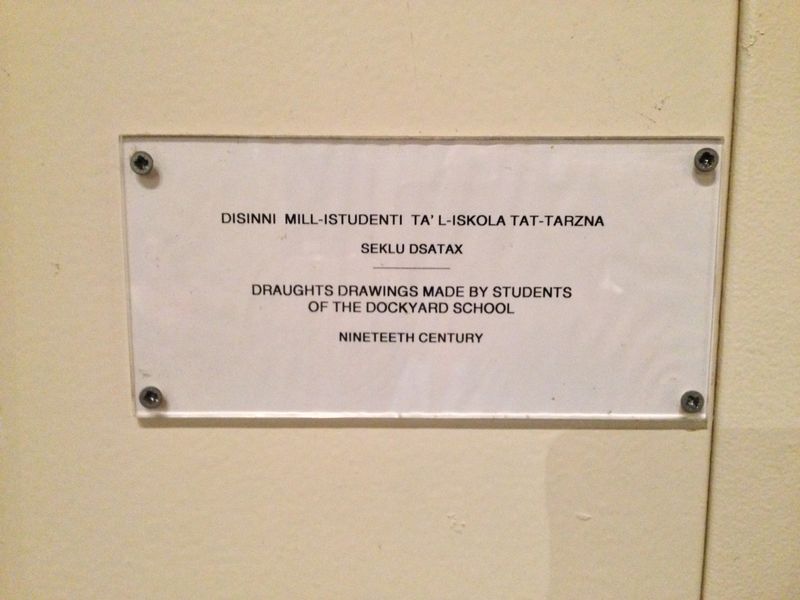 DISINNI MILL-ISTUDENTI TA' L-ISKOLA TAT-TARZNA
SEKLU DSATAX
DRAUGHTS DRAWINGS MADE BY STUDENTS
OF THE DOCKYARD SCHOOL
NINETEETH CENTURY